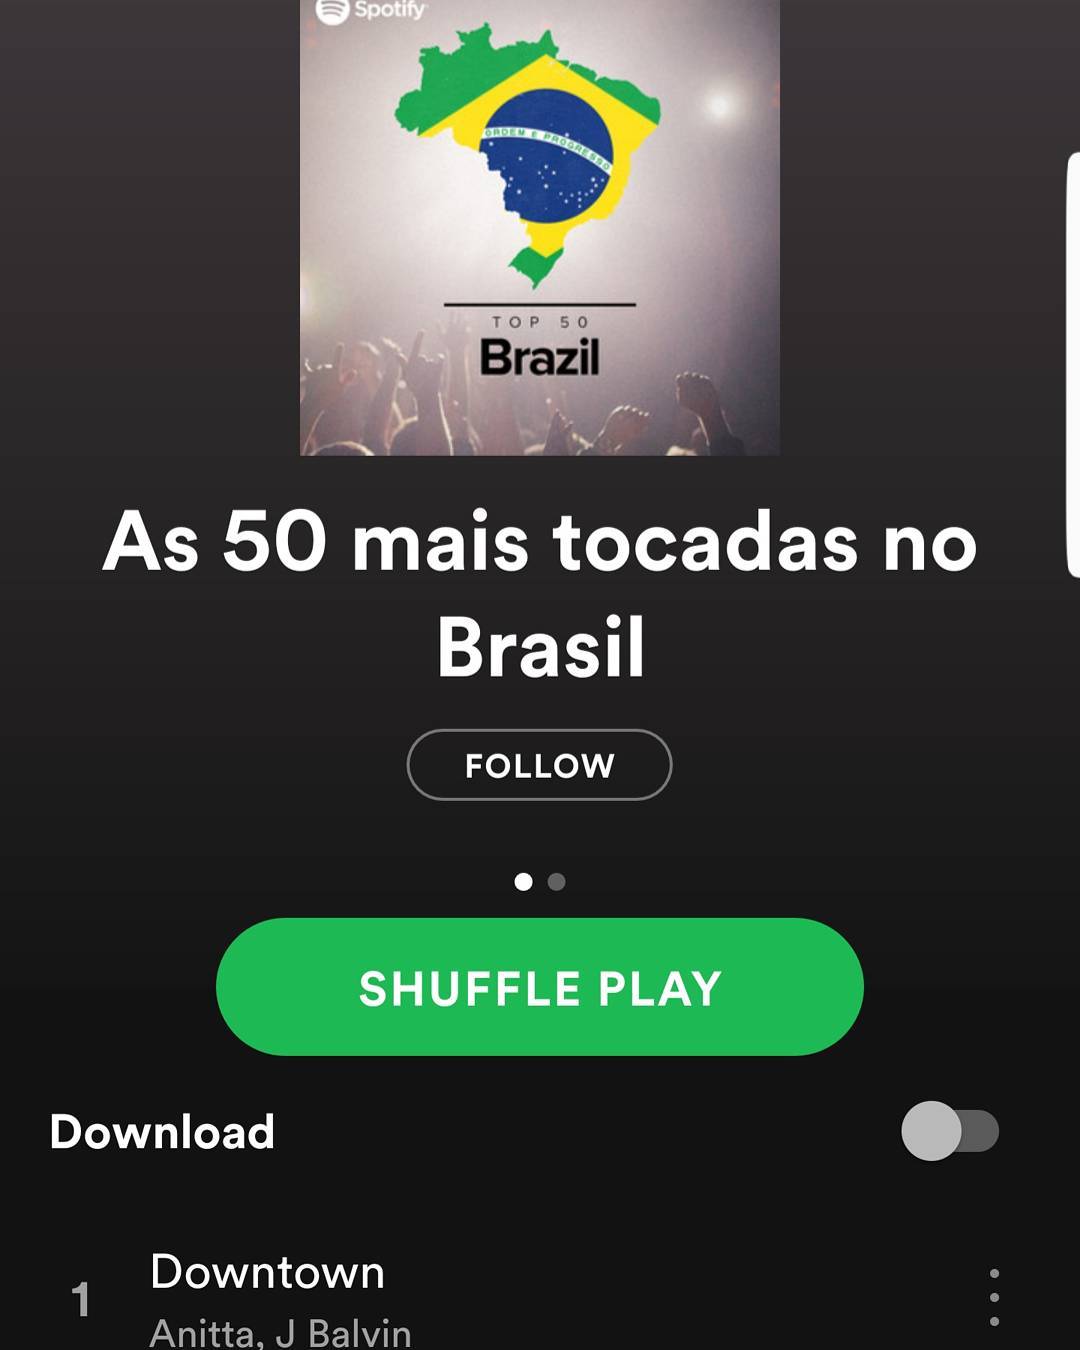 Spotify
ORDEM E PROGRESSO
TOP 50
Brazil
As 50 mais tocadas no
Brasil
FOLLOW
SHUFFLE PLAY
Download
1
Downtown
Anitta, J Balvin